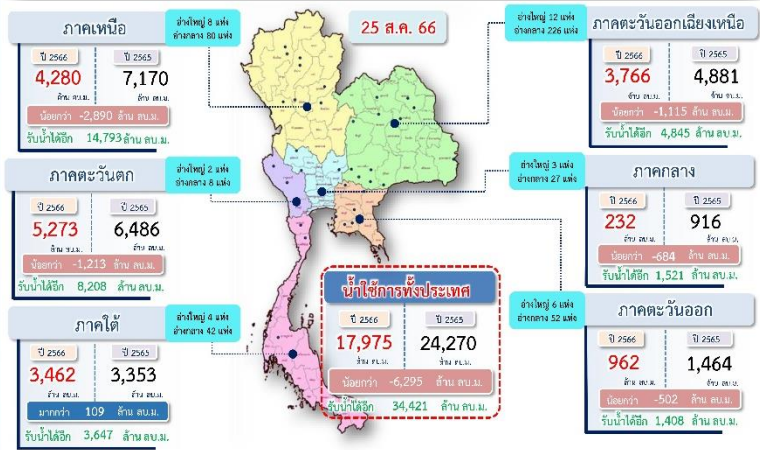 25 ส.ค. 66
ภาคเหนือ
ปี 2566 ปี 2565
4,280 7,170
ล้าน ลบ.ม. ล้าน ลบ.ม.
น้อยกว่า -2,890 ล้าน ลบ.ม.
รับน้ำได้อีก 14,793 ล้าน ลบ.ม.
อ่างใหญ่ 8 แห่ง
อ่างกลาง 80 แห่ง
อ่างใหญ่ 12 แห่ง
อ่างกลาง 226 แห่ง
ภาคตะวันออกเฉียงเหนือ
ปี 2566 ปี 2565
3,766 4,881
ล้าน ลบ.ม. ล้าน ลบ.ม.
น้อยกว่า -1,115 ล้าน ลบ.ม.
รับน้ำได้อีก 4,845 ล้าน ลบ.ม.
ภาคตะวันตก
ปี 2566 ปี 2565
5,273 6,486
ล้าน ลบ.ม. ล้าน ลบ.ม.
น้อยกว่า -1,213 ล้าน ลบ.ม.
รับน้ำได้อีก 8,208 ล้าน ลบ.ม.
อ่างใหญ่ 2 แห่ง
อ่างกลาง 8 แห่ง
อ่างใหญ่ 3 แห่ง
อ่างกลาง 27 แห่ง
ภาคกลาง
ปี 2566 ปี 2565
232 916
ล้าน ลบ.ม. ล้าน ลบ.ม.
น้อยกว่า -684 ล้าน ลบ.ม.
รับน้ำได้อีก 1,521 ล้าน ลบ.ม.
ภาคใต้
ปี 2566 ปี 2565
3,462 3,353
ล้าน ลบ.ม. ล้าน ลบ.ม.
มากกว่า 109 ล้าน ลบ.ม.
รับน้ำได้อีก 3,647 ล้าน ลบ.ม.
อ่างใหญ่ 4 แห่ง
อ่างกลาง 42 แห่ง
น้ำใช้การทั้งประเทศ
ปี 2566 ปี 2565
17,975 24,270
ล้าน ลบ.ม. ล้าน ลบ.ม.
น้อยกว่า -6,295 ล้าน ลบ.ม.
รับน้ำได้อีก 34,421 ล้าน ลบ.ม.
อ่างใหญ่ 6 แห่ง
อ่างกลาง 52 แห่ง
ภาคตะวันออก
ปี 2566 ปี 2565
962 1,464
ล้าน ลบ.ม. ล้าน ลบ.ม.
น้อยกว่า -502 ล้าน ลบ.ม.
รับน้ำได้อีก 1,408 ล้าน ลบ.ม.